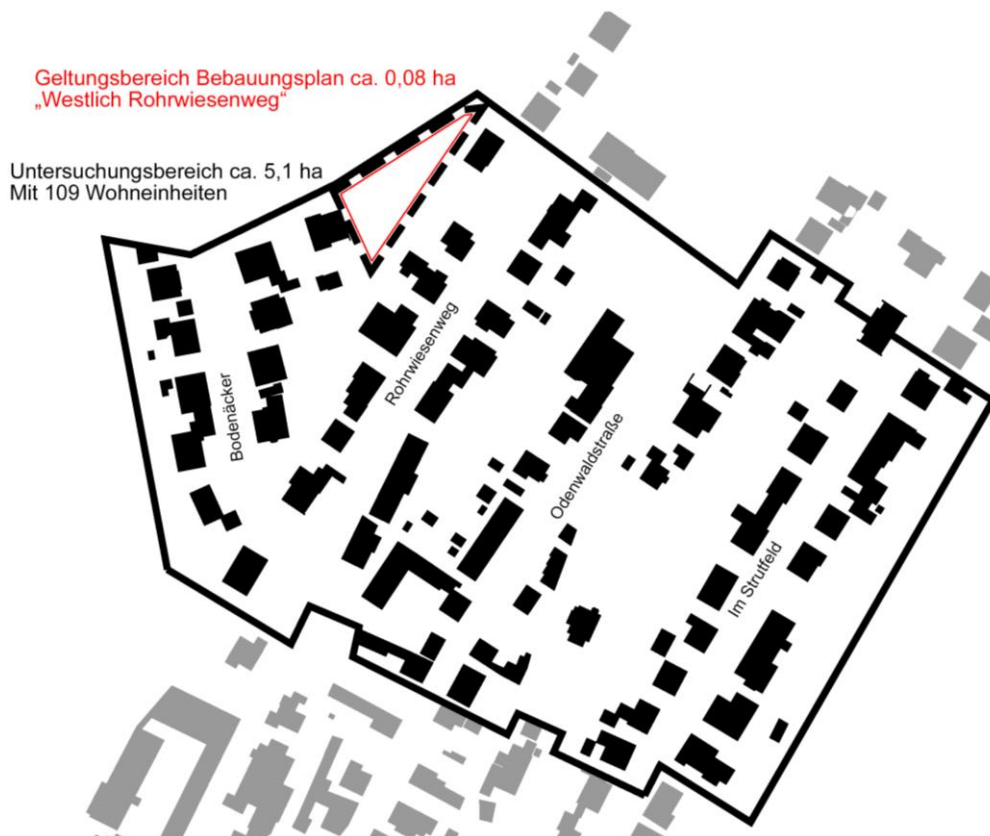 Geltungsbereich Bebauungsplan ca. 0,08 ha
„Westlich Rohrwiesenweg“
Untersuchungsbereich ca. 5,1 ha
Mit 109 Wohneinheiten
Bodenäcker
Rohrwiesenweg
Odenwaldstraße
Im Strutfeld